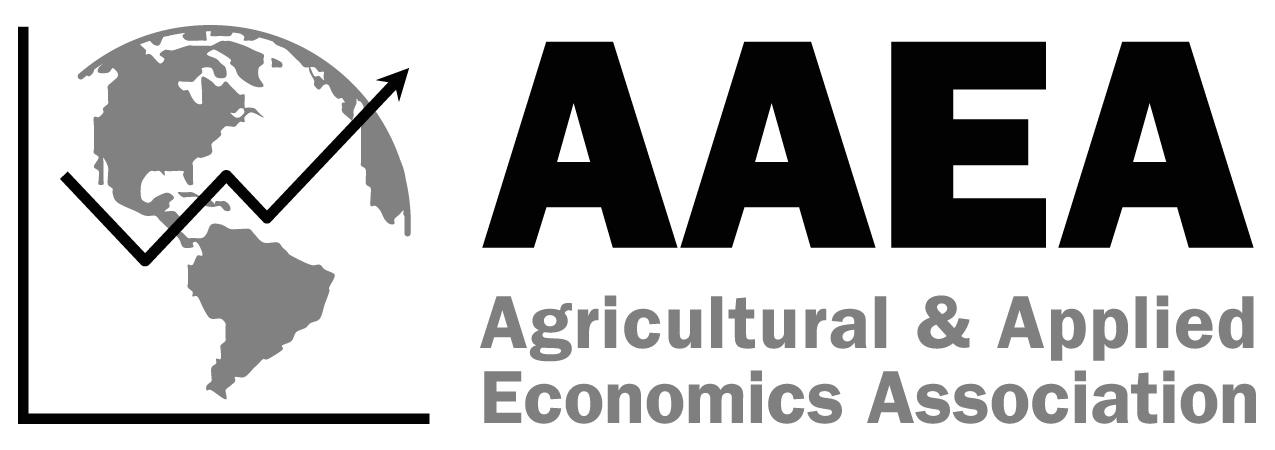 AAEA
Agricultural & Applied
Economics Association